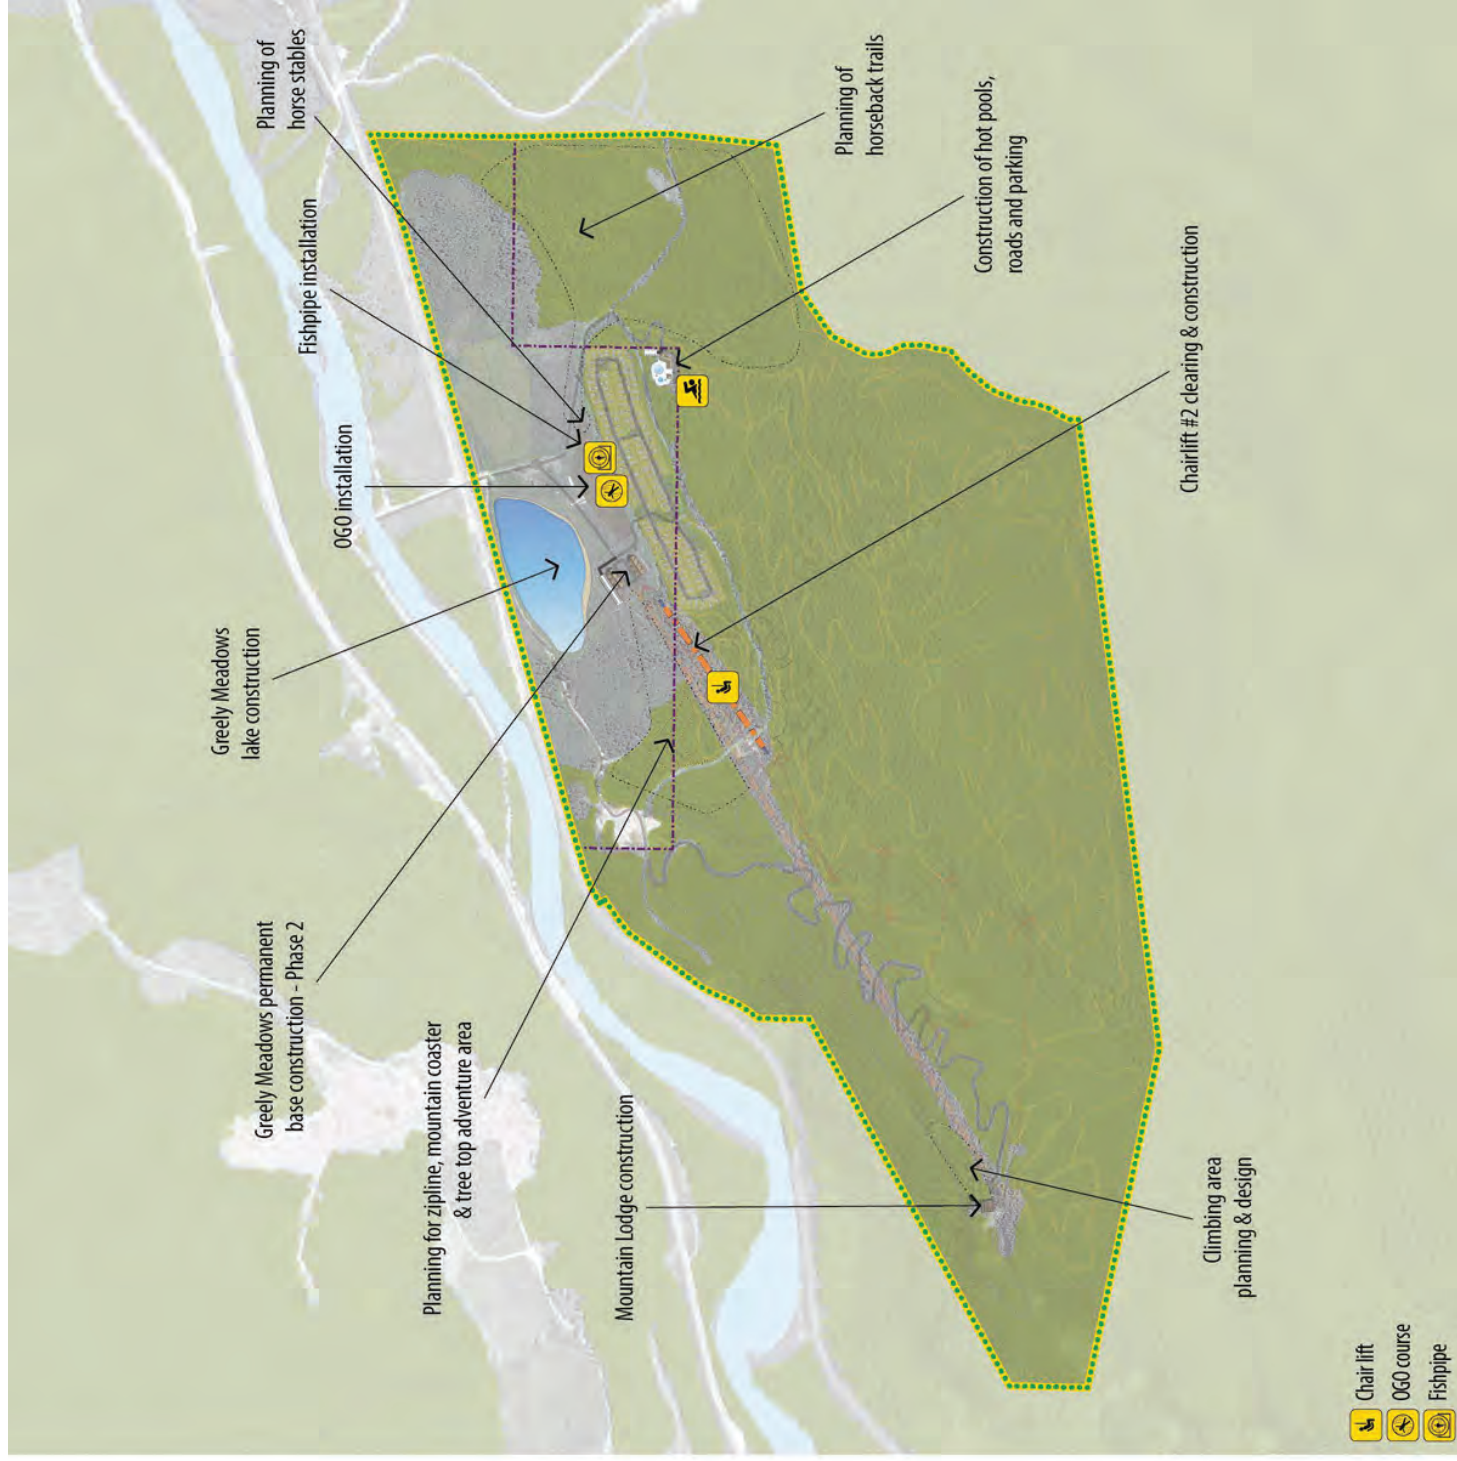 Planning of
horse stables
Fishpipe installation
OGO installation
Greely Meadows
lake construction
Greely Meadows permanent
base construction - Phase 2
Planning for zipline, mountain coaster
& tree top adventure area
Mountain Lodge construction
Planning of
horseback trails
Construction of hot pools,
roads and parking
Chairlift #2 clearing & construction
Climbing area
planning & design
Chair lift
OGO course
Fishpipe